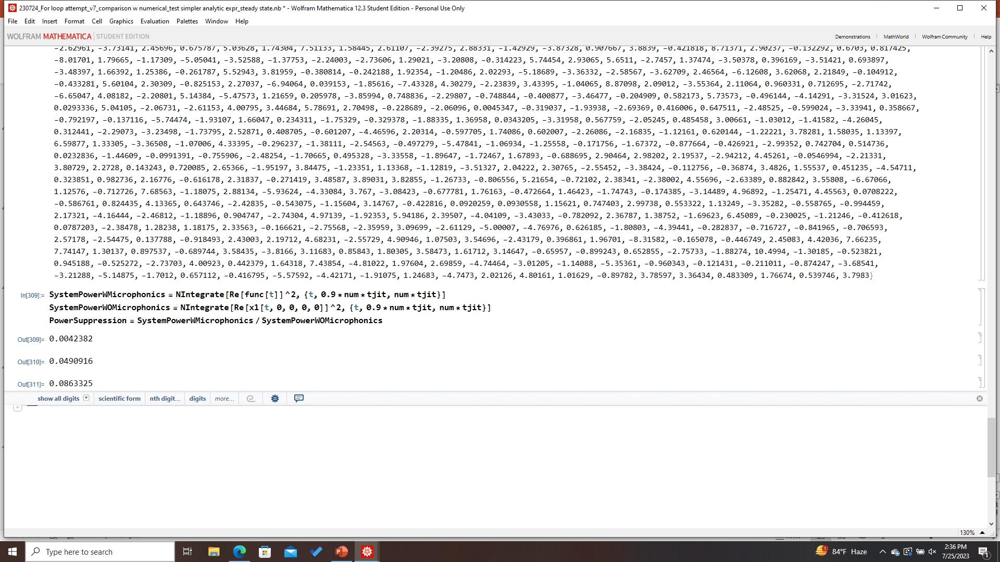 230724_For loop attempt_v7_comparison w numerical_test simpler analytic expr_steady state.nb * - Wolfram Mathematica 12.3 Student Edition - Personal Use Only
File Edit Insert Format Cell Graphics Evaluation Palettes Window Help
WOLFRAM MATHEMATICA STUDENT EDITION
Demonstrations MathWorld Wolfram Community Help
-2.62961, -3.73141, 2.45696, 0.675787, 5.03628, 1.74304, 7.51133, 1.58445, 2.61107, -2.39275, 2.88331, -1.42929, -3.87328, 0.907667, 3.8839, -0.421818, 8.71371, 2.90237, -0.132292, 0.6703, 0.817425,
-8.01701, 1.79665, -1.17309, -5.05041, -3.52588, -1.37753, -2.24003, -2.73606, 1.29021, -3.20808, -0.314223, 5.74454, 2.93065, 5.6511, -2.7457, 1.37474, -3.50378, 0.396169, -3.51421, 0.693897,
-3.48397, 1.66392, 1.25386, -0.261787, 5.52943, 3.81959, -0.380814, -0.242188, 1.92354, -1.20486, 2.02293, -5.18689, -3.36332, -2.58567, -3.62709, 2.46564, -6.12608, 3.62068, 2.21849, -0.104912,
-0.433281, 5.60104, 2.30309, -0.825153, 2.27037, -6.94064, 0.039153, -1.85616, -7.43328, 4.30279, -2.23839, 3.43395, -1.04065, 8.87098, 2.09012, -3.55364, 2.11064, 0.960331, 0.712695, -2.71742,
-6.65047, 4.08182, -2.20801, 5.14384, -5.47573, 1.21659, 0.205978, -3.85994, 0.748836, -2.29807, -0.748844, -0.400877, -3.46477, -0.204909, 0.582173, 5.73573, -0.496144, -4.14291, -3.31524, 3.01623,
0.0293336, 5.04105, -2.06731, -2.61153, 4.00795, 3.44684, 5.78691, 2.70498, -0.228689, -2.06096, 0.0045347, -0.319037, -1.93938, -2.69369, 0.416006, 0.647511, -2.48525, -0.599024, -3.33941, 0.358667,
-0.792197, -0.137116, -5.74474, -1.93107, 1.66047, 0.234311, -1.75329, -0.329378, -1.88335, 1.36958, 0.0343205, -3.31958, 0.567759, -2.05245, 0.485458, 3.00661, -1.03012, -1.41582, -4.26045,
0.312441, -2.29073, -3.23498, -1.73795, 2.52871, 0.408705, -0.601207, -4.46596, 2.20314, -0.597705, 1.74086, 0.602007, -2.26086, -2.16835, -1.12161, 0.620144, -1.22221, 3.78281, 1.58035, 1.13397,
6.59877, 1.33305, -3.36508, -1.07006, 4.33395, -0.296237, -1.38111, -2.54563, -0.497279, -5.47841, -1.06934, -1.25558, -0.171756, -1.67372, -0.877664, -0.426921, -2.99352, 0.742704, 0.514736,
0.0232836, -1.44609, -0.0991391, -0.755906, -2.48254, -1.70665, 0.495328, -3.33558, -1.89647, -1.72467, 1.67893, -0.688695, 2.90464, 2.98202, 2.19537, -2.94212, 4.45261, -0.0546994, -2.21331,
3.80729, 2.2728, 0.143243, 0.720085, 2.65366, -1.95197, 3.84475, -1.23351, 1.13368, -1.12819, -3.51327, 2.04222, 2.30765, -2.55452, -3.38424, -0.112756, -0.36874, 3.4826, 1.55537, 0.451235, -4.54711,
0.323851, 0.982736, 2.16776, -0.616178, 2.31837, -0.271419, 3.48587, 3.89031, 3.82855, -1.26733, -0.806556, 5.21654, -0.72102, 2.38341, -2.38002, 4.55696, -2.63389, 0.882842, 3.55808, -6.67066,
1.12576, -0.712726, 7.68563, -1.18075, 2.88134, -5.93624, -4.33084, 3.767, -3.08423, -0.677781, 1.76163, -0.472664, 1.46423, -1.74743, -0.174385, -3.14489, 4.96892, -1.25471, 4.45563, 0.0708222,
-0.586761, 0.824435, 4.13365, 0.643746, -2.42835, -0.543075, -1.15604, 3.14767, -0.422816, 0.0920259, 0.0930558, 1.15621, 0.747403, 2.99738, 0.553322, 1.13249, -3.35282, -0.558765, -0.994459,
2.17321, -4.16444, -2.46812, -1.18896, 0.904747, -2.74304, 4.97139, -1.92353, 5.94186, 2.39507, -4.04109, -3.43033, -0.782092, 2.36787, 1.38752, -1.69623, 6.45089, -0.230025, -1.21246, -0.412618,
0.0787203, -2.38478, 1.28238, 1.18175, 2.33563, -0.166621, -2.75568, -2.35959, 3.09699, -2.61129, -5.00007, -4.76976, 0.626185, -1.80803, -4.39441, -0.282837, -0.716727, -0.841965, -0.706593,
2.57178, -2.54475, 0.137788, -0.918493, 2.43003, 2.19712, 4.68231, -2.55729, 4.90946, 1.07503, 3.54696, -2.43179, 0.396861, 1.96701, -8.31582, -0.165078, -0.446749, 2.45083, 4.42036, 7.66235,
7.74147, 1.30137, 0.897537, -0.689744, 3.58435, -3.8166, 3.11683, 0.85843, 1.80305, 3.58473, 1.61712, 3.14647, -0.65957, -0.899243, 0.652855, -2.75733, -1.88274, 10.4994, -1.30185, -0.523821,
0.945188, -0.525272, -2.73703, 4.00923, 0.442379, 1.64318, 7.43854, -4.81022, 1.97604, 2.69859, -4.74464, -3.01205, -1.14088, -5.35361, -0.960343, -0.121431, -0.211011, -0.874247, -3.68541,
-3.21288, -5.14875, -1.7012, 0.657112, -0.416795, -5.57592, -4.42171, -1.91075, 1.24683, -4.7473, 2.02126, 4.80161, 1.01629, -0.89782, 3.78597, 3.36434, 0.483309, 1.76674, 0.539746, 3.7983}
In[309]:= SystemPowerWMicrophonics = NIntegrate[Re[func[t]]^2, {t, 0.9*num*tjit, num*tjit}]
SystemPowerWOMicrophonics = NIntegrate[Re[x1[t, 0, 0, 0, 0]]^2, {t, 0.9*num*tjit, num*tjit}]
PowerSuppression = SystemPowerWMicrophonics / SystemPowerWOMicrophonics
Out[309]= 0.0042382
Out[310]= 0.0490916
Out[311]= 0.0863325
show all digits scientific form nth digit... digits more...
130%
Type here to search
84°F Haze
2:36 PM
7/25/2023